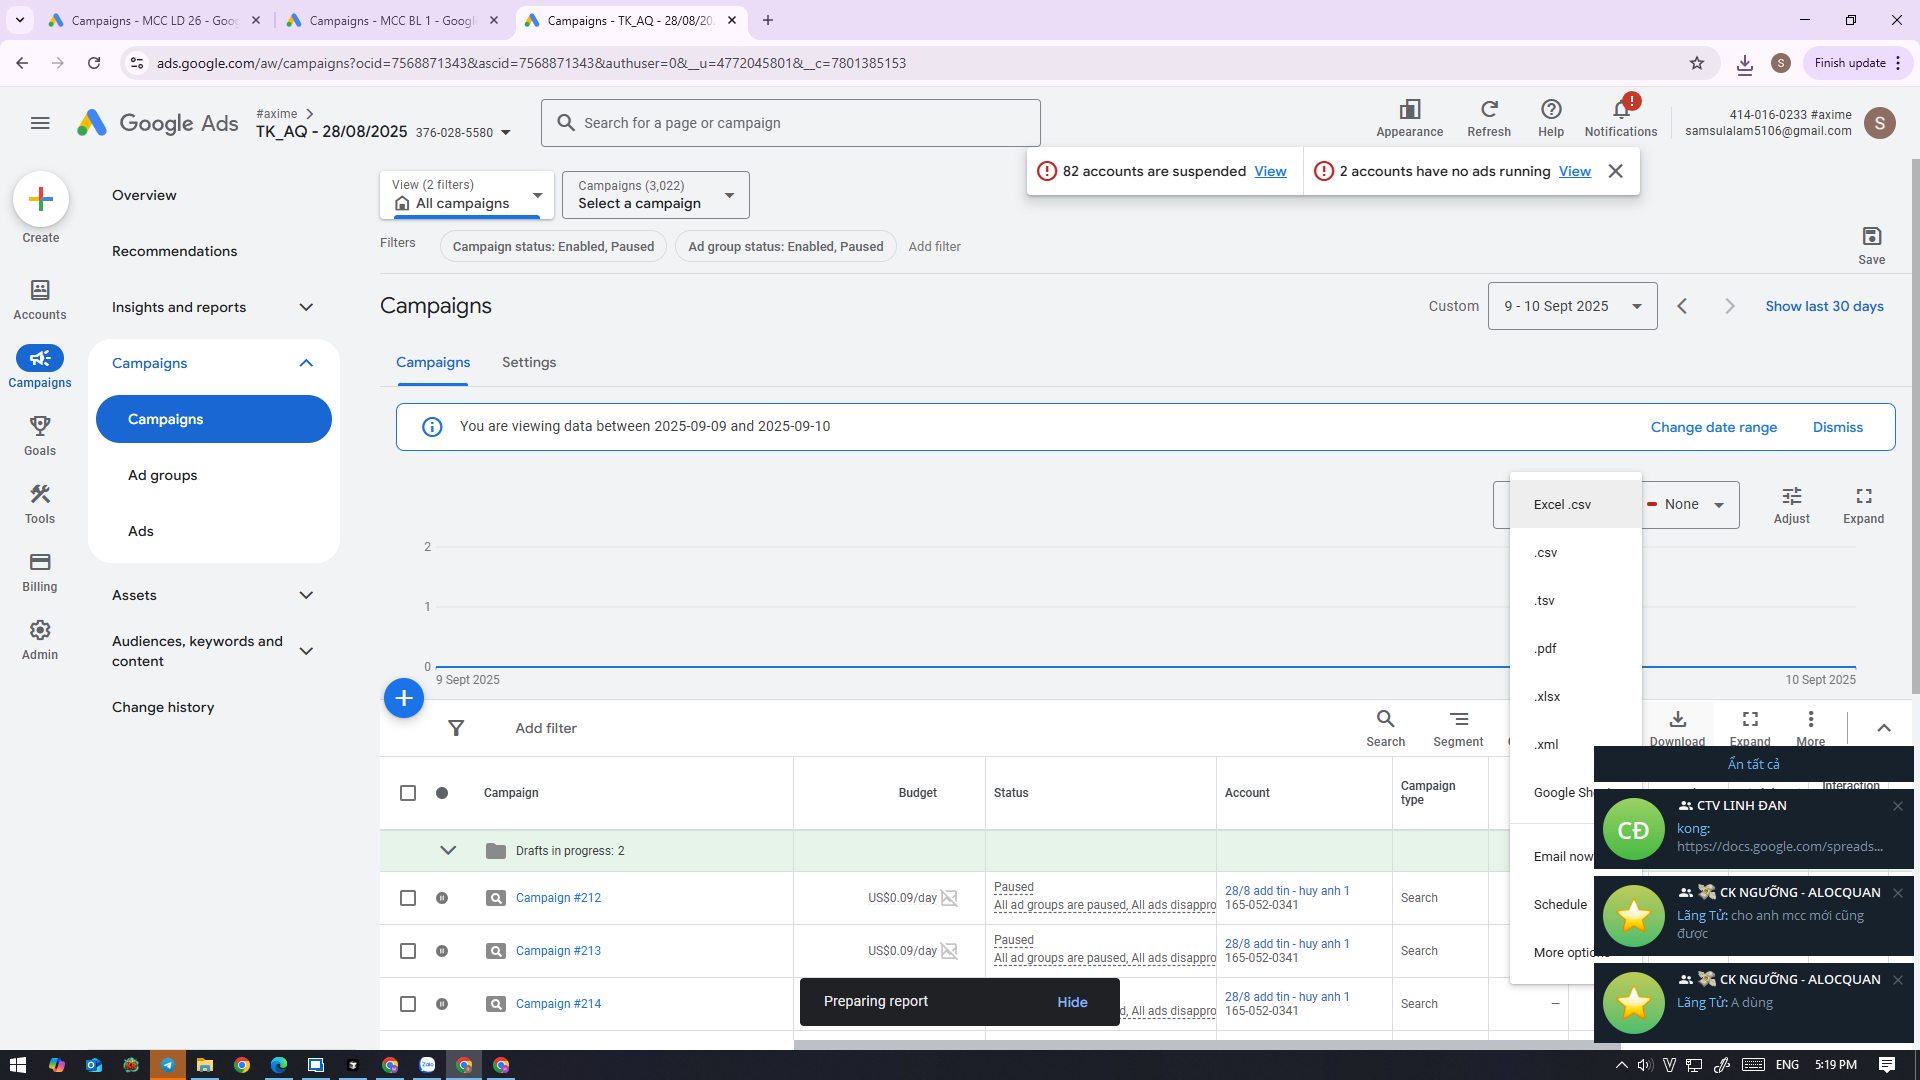 Campaigns - MCC LD 26 - Goog
Campaigns - MCC BL 1 - Google
Campaigns - TK_AQ - 28/08/202
ads.google.com/aw/campaigns?ocid=7568871343&ascid=7568871343&authuser=0&__u=4772045801&__c=7801385153
S
Finish update
Google Ads
#axime
TK_AQ - 28/08/2025 376-028-5580
Search for a page or campaign
Appearance
Refresh
Help
Notifications
414-016-0233 #axime
samsulalam5106@gmail.com
S
82 accounts are suspended View
2 accounts have no ads running View
Create
Accounts
Campaigns
Goals
Tools
Billing
Admin
Overview
Recommendations
Insights and reports
Campaigns
Campaigns
Ad groups
Ads
Assets
Audiences, keywords and
content
Change history
View (2 filters)
All campaigns
Campaigns (3,022)
Select a campaign
Filters
Campaign status: Enabled, Paused
Ad group status: Enabled, Paused
Add filter
Save
Campaigns
Custom
9 - 10 Sept 2025
Show last 30 days
Campaigns
Settings
You are viewing data between 2025-09-09 and 2025-09-10
Change date range
Dismiss
None
Adjust
Expand
2
1
0
9 Sept 2025
10 Sept 2025
Excel .csv
.csv
.tsv
.pdf
.xlsx
.xml
Google She
Email now
Schedule
More options
Add filter
Search
Segment
Download
Expand
More
Campaign
Budget
Status
Account
Campaign
type
Interaction
Drafts in progress: 2
Campaign #212
US$0.09/day
Paused
All ad groups are paused, All ads disappro
28/8 add tin - huy anh 1
165-052-0341
Search
Campaign #213
US$0.09/day
Paused
All ad groups are paused, All ads disappro
28/8 add tin - huy anh 1
165-052-0341
Search
Campaign #214
d, All ads disappro
28/8 add tin - huy anh 1
165-052-0341
Search
–
Preparing report
Hide
Ẩn tất cả
CĐ
CTV LINH ĐAN
kong:
https://docs.google.com/spreads...
CK NGƯỠNG - ALOCQUAN
Lãng Tử: cho anh mcc mới cũng
được
CK NGƯỠNG - ALOCQUAN
Lãng Tử: A dùng
Zalo
ENG
5:19 PM